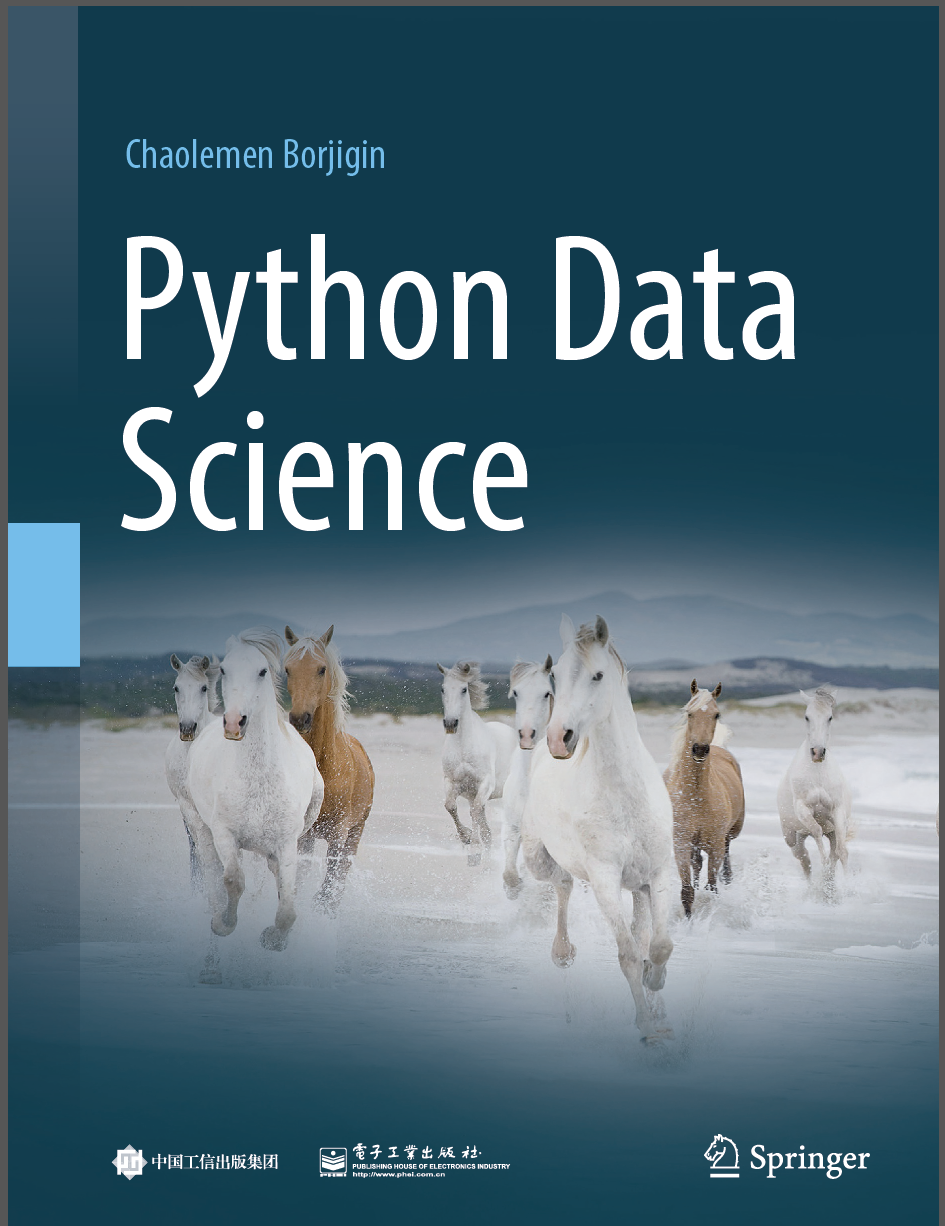 Chaolemen Borjigin
Python Data
Science
中国工信出版集团
電子工業出版社·
PUBLISHING HOUSE OF ELECTRONICS INDUSTRY
http://www.phei.com.cn
Springer